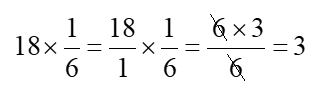 18 × 1/6 = 18/1 × 1/6 = (6 × 3)/6 = 3